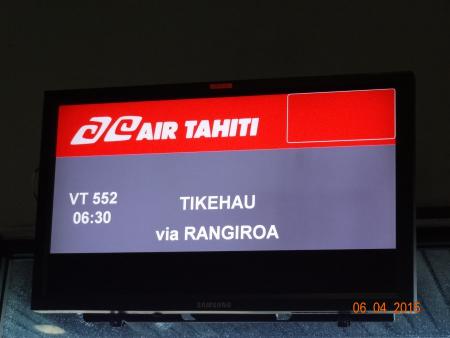 AIR TAHITI
VT 552
06:30
TIKEHAU
via RANGIROA
SAMSUNG
06 04 2015